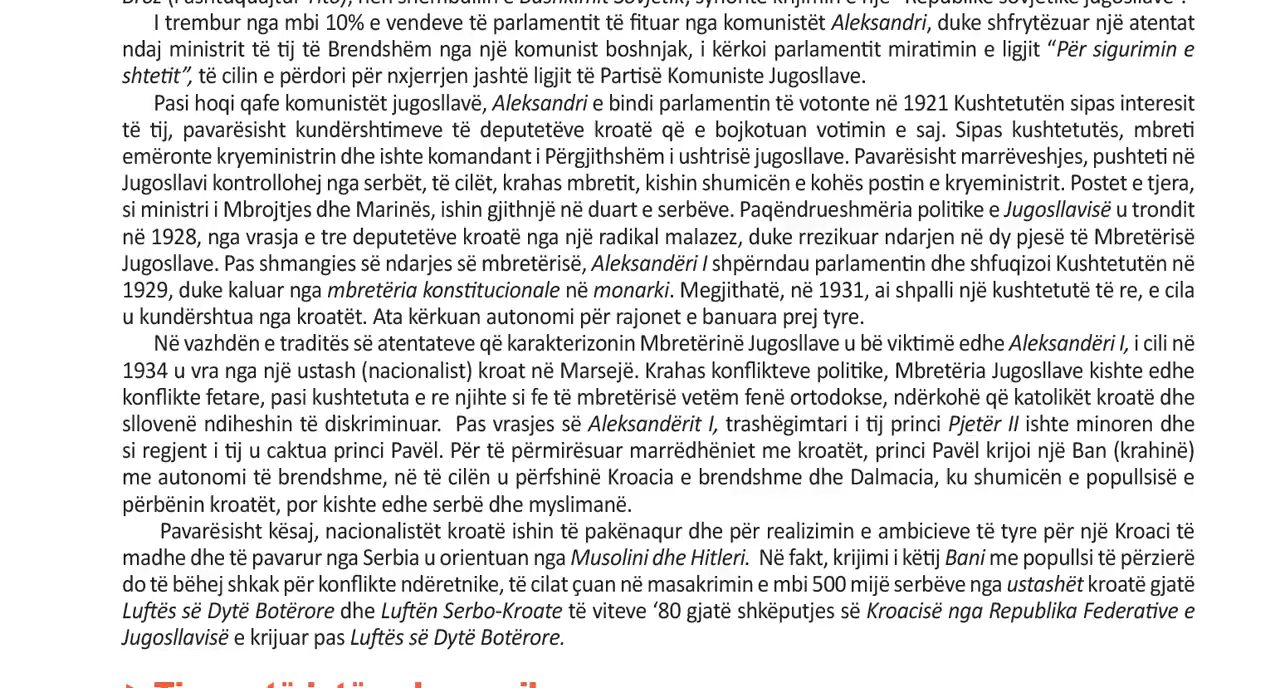 Broz (Pashtuquajtur Tito), nën shembullin e Bashkimit Sovjetik, synonte krijimin e një "Republike sovjetike jugosllave".
I trembur nga mbi 10% e vendeve të parlamentit të fituar nga komunistët Aleksandri, duke shfrytëzuar një atentat
ndaj ministrit të tij të Brendshëm nga një komunist boshnjak, i kërkoi parlamentit miratimin e ligjit “Për sigurimin e
shtetit”, të cilin e përdori për nxjerrjen jashtë ligjit të Partisë Komuniste Jugosllave.
Pasi hoqi qafe komunistët jugosllavë, Aleksandri e bindi parlamentin të votonte në 1921 Kushtetutën sipas interesit
të tij, pavarësisht kundërshtimeve të deputetëve kroatë që e bojkotuan votimin e saj. Sipas kushtetutës, mbreti
emëronte kryeministrin dhe ishte komandant i Përgjithshëm i ushtrisë jugosllave. Pavarësisht marrëveshjes, pushteti në
Jugosllavi kontrollohej nga serbët, të cilët, krahas mbretit, kishin shumicën e kohës postin e kryeministrit. Postet e tjera,
si ministri i Mbrojtjes dhe Marinës, ishin gjithnjë në duart e serbëve. Paqëndrueshmëria politike e Jugosllavisë u trondit
në 1928, nga vrasja e tre deputetëve kroatë nga një radikal malazez, duke rrezikuar ndarjen në dy pjesë të Mbretërisë
Jugosllave. Pas shmangies së ndarjes së mbretërisë, Aleksandëri I shpërndau parlamentin dhe shfuqizoi Kushtetutën në
1929, duke kaluar nga mbretëria konstitucionale në monarki. Megjithatë, në 1931, ai shpalli një kushtetutë të re, e cila
u kundërshtua nga kroatët. Ata kërkuan autonomi për rajonet e banuara prej tyre.
Në vazhdën e traditës së atentateve që karakterizonin Mbretërinë Jugosllave u bë viktimë edhe Aleksandëri I, i cili në
1934 u vra nga një ustash (nacionalist) kroat në Marsejë. Krahas konflikteve politike, Mbretëria Jugosllave kishte edhe
konflikte fetare, pasi kushtetuta e re njihte si fe të mbretërisë vetëm fenë ortodokse, ndërkohë që katolikët kroatë dhe
sllovenë ndiheshin të diskriminuar. Pas vrasjes së Aleksandërit I, trashëgimtari i tij princi Pjetër II ishte minoren dhe
si regjent i tij u caktua princi Pavël. Për të përmirësuar marrëdhëniet me kroatët, princi Pavël krijoi një Ban (krahinë)
me autonomi të brendshme, në të cilën u përfshinë Kroacia e brendshme dhe Dalmacia, ku shumicën e popullsisë e
përbënin kroatët, por kishte edhe serbë dhe myslimanë.
Pavarësisht kësaj, nacionalistët kroatë ishin të pakënaqur dhe për realizimin e ambicieve të tyre për një Kroaci të
madhe dhe të pavarur nga Serbia u orientuan nga Musolini dhe Hitleri. Në fakt, krijimi i këtij Bani me popullsi të përzierë
do të bëhej shkak për konflikte ndëretnike, të cilat çuan në masakrimin e mbi 500 mijë serbëve nga ustashët kroatë gjatë
Luftës së Dytë Botërore dhe Luftën Serbo-Kroate të viteve ‘80 gjatë shkëputjes së Kroacisë nga Republika Federative e
Jugosllavisë e krijuar pas Luftës së Dytë Botërore.